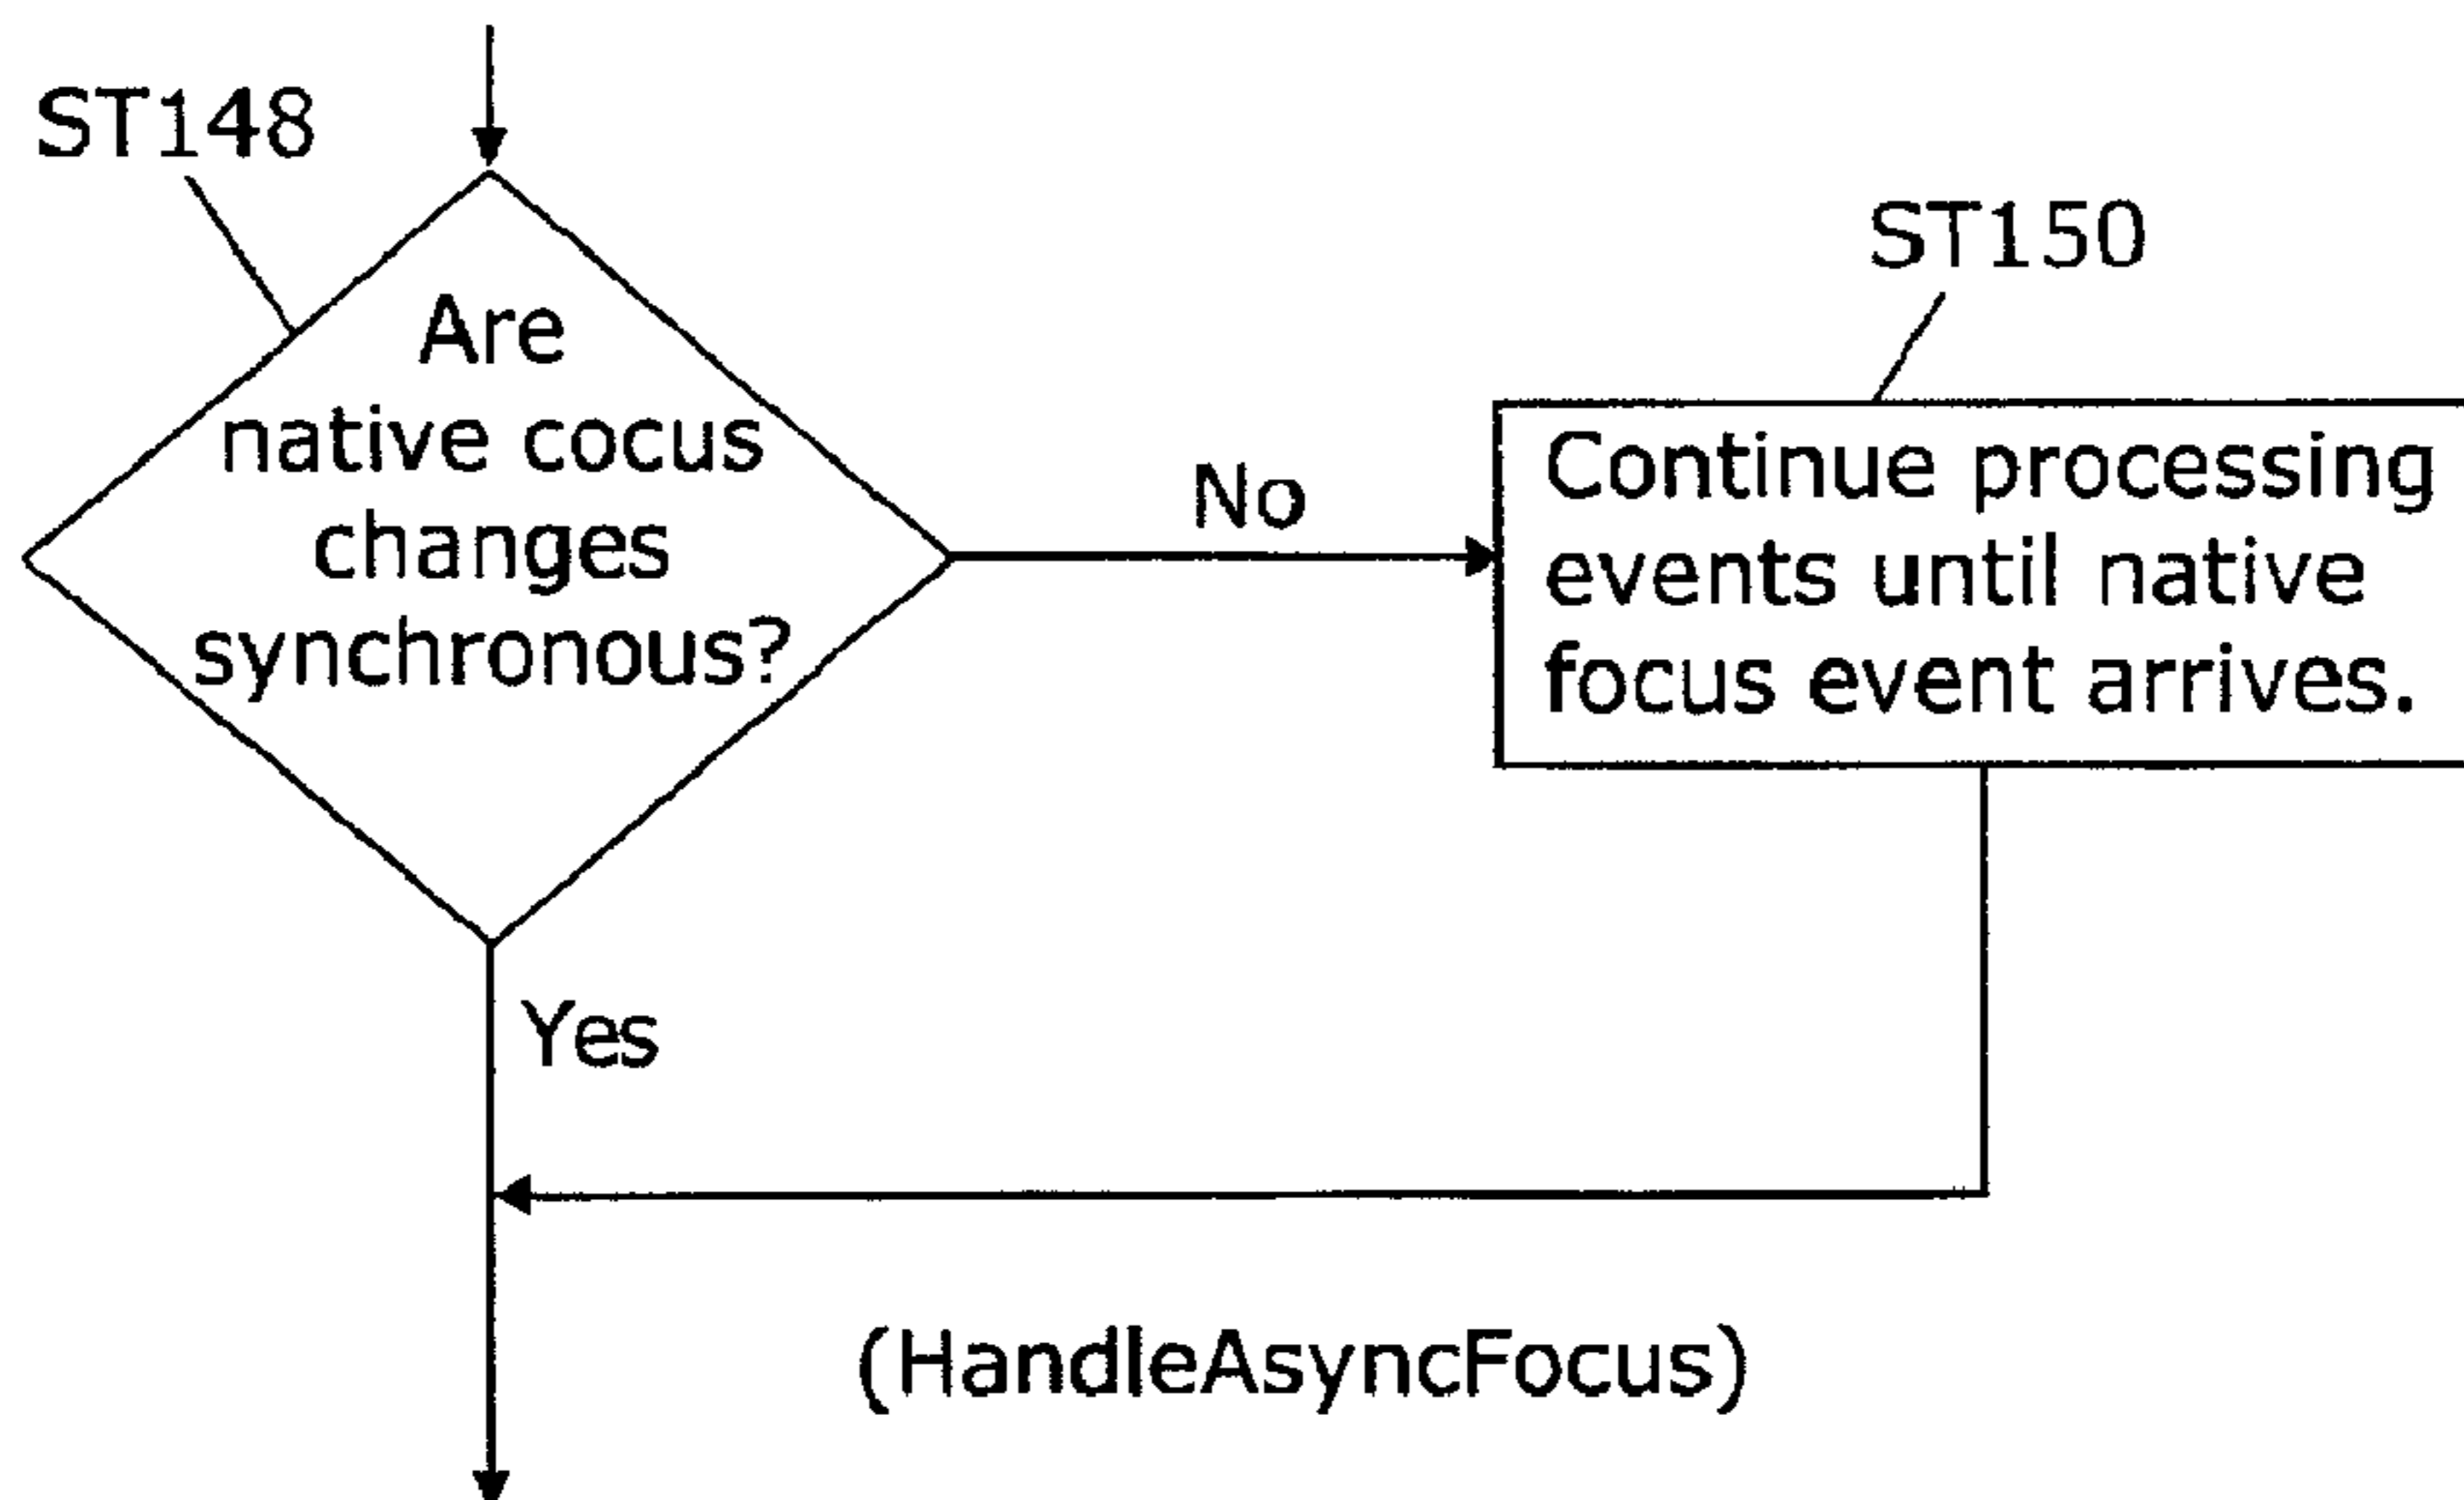 ST148
Are
native cocus
changes
synchronous?
No
ST150
Continue processing
events until native
focus event arrives.
Yes
(HandleAsyncFocus)